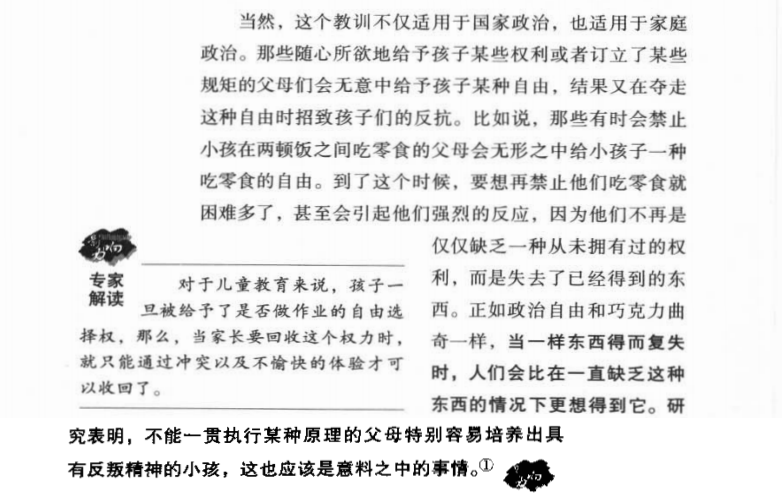 当然，这个教训不仅适用于国家政治，也适用于家庭
政治。那些随心所欲地给予孩子某些权利或者订立了某些
规矩的父母们会无意中给予孩子某种自由，结果又在夺走
这种自由时招致孩子们的反抗。比如说，那些有时会禁止
小孩在两顿饭之间吃零食的父母会无形之中给小孩子一种
吃零食的自由。到了这个时候，要想再禁止他们吃零食就
困难多了，甚至会引起他们强烈的反应，因为他们不再是
仅仅缺乏一种从未拥有过的权
利，而是失去了已经得到的东
西。正如政治自由和巧克力曲
奇一样，当一样东西得而复失
时，人们会比在一直缺乏这种
东西的情况下更想得到它。研
究表明，不能一贯执行某种原理的父母特别容易培养出具
有反叛精神的小孩，这也应该是意料之中的事情。①
专家
解读
对于儿童教育来说，孩子一
旦被给予了是否做作业的自由选
择权，那么，当家长要回收这个权力时，
就只能通过冲突以及不愉快的体验才可
以收回了。